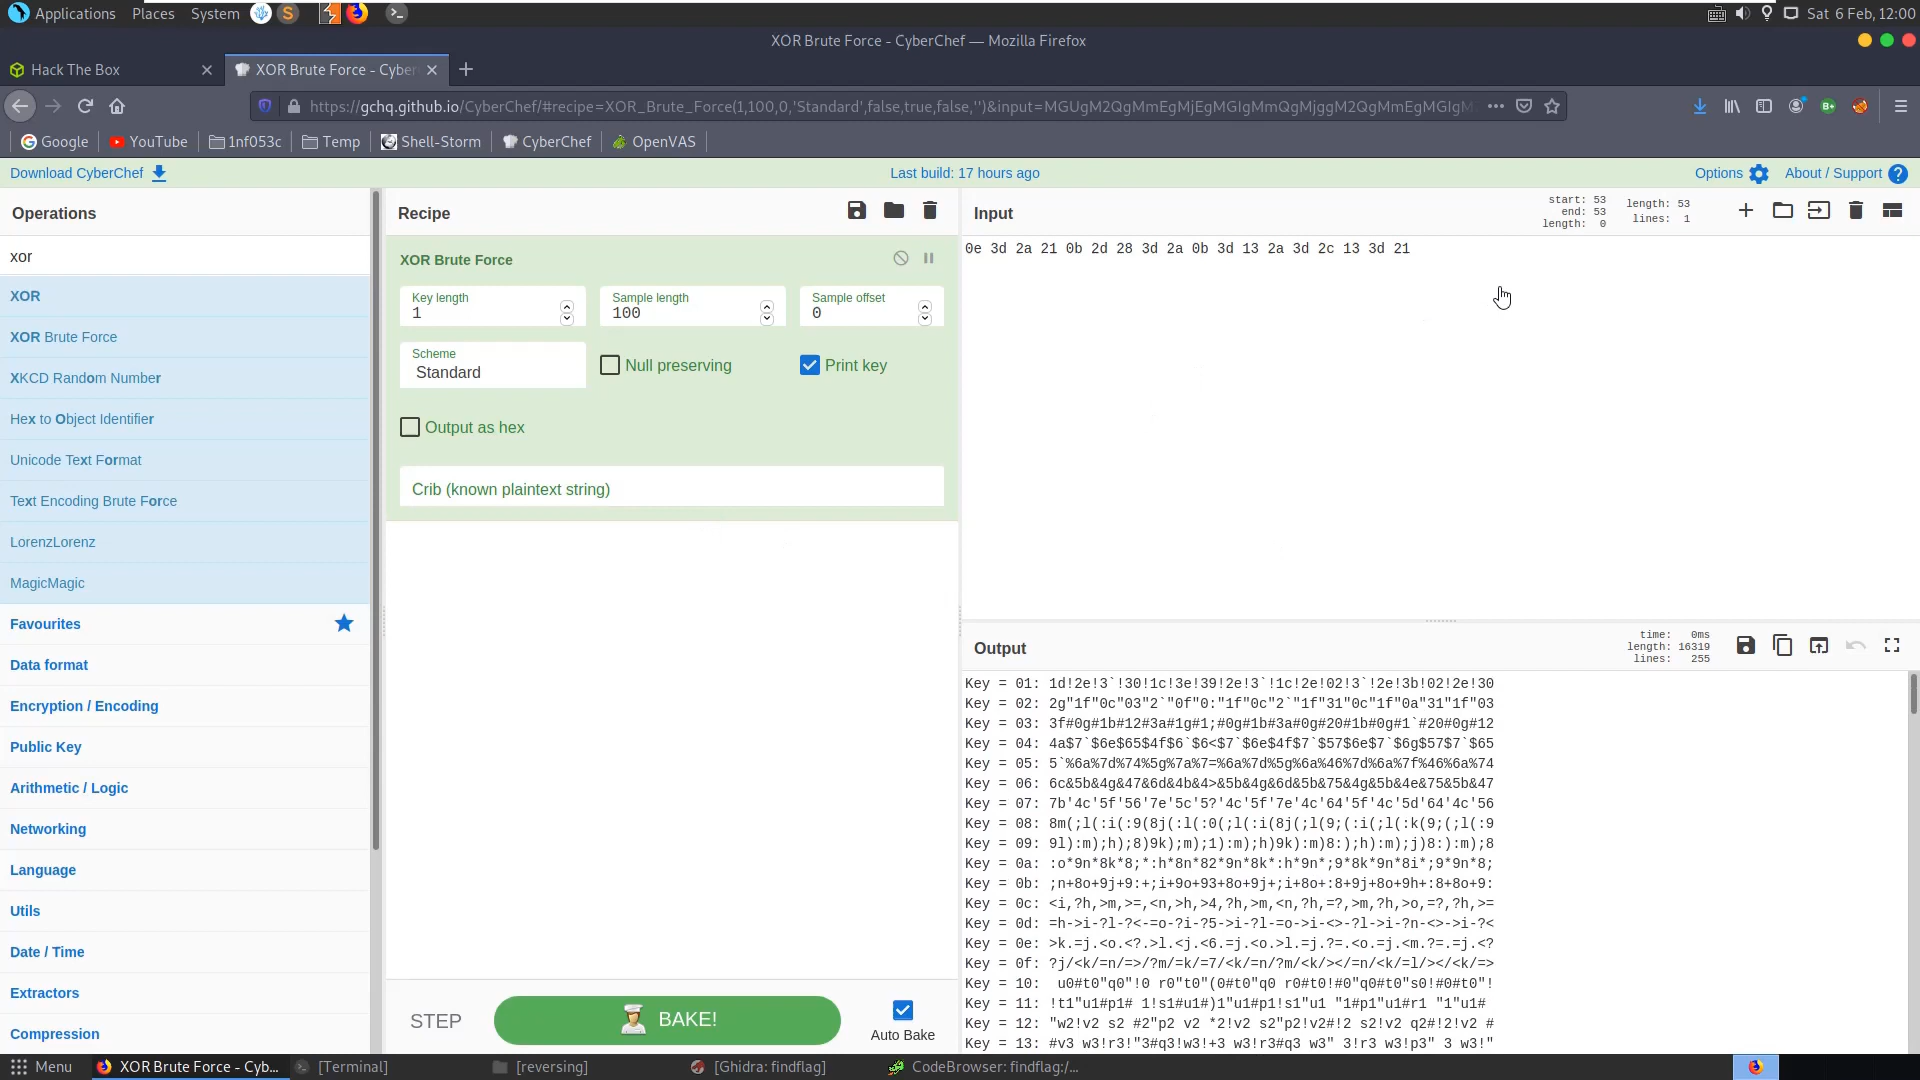 Applications Places System Sat 6 Feb, 12:00
XOR Brute Force - CyberChef — Mozilla Firefox
Hack The Box
XOR Brute Force - Cyber
https://gchq.github.io/CyberChef/#recipe=XOR_Brute_Force(1,100,0,'Standard',false,true,false,'')&input=MGUgM2QgMmEgMjEgMGIgMmQgMjggM2QgMmEgMGIgM
Google YouTube 1nf053c Temp Shell-Storm CyberChef OpenVAS
Download CyberChef Last build: 17 hours ago Options About / Support
Operations
xor
XOR
XOR Brute Force
XKCD Random Number
Hex to Object Identifier
Unicode Text Format
Text Encoding Brute Force
LorenzLorenz
MagicMagic
Favourites
Data format
Encryption / Encoding
Public Key
Arithmetic / Logic
Networking
Language
Utils
Date / Time
Extractors
Compression
Recipe
XOR Brute Force
Key length
1
Sample length
100
Sample offset
0
Scheme
Standard
Null preserving
Print key
Output as hex
Crib (known plaintext string)
STEP
BAKE!
Auto Bake
Input
start: 53
end: 53
length: 0
length: 53
lines: 1
0e 3d 2a 21 0b 2d 28 3d 2a 0b 3d 13 2a 3d 2c 13 3d 21
Output
time: 0ms
length: 16319
lines: 255
Key = 01: 1d!2e!3`!30!1c!3e!39!2e!3`!1c!2e!02!3`!2e!3b!02!2e!30
Key = 02: 2g"1f"0c"03"2`"0f"0:"1f"0c"2`"1f"31"0c"1f"0a"31"1f"03
Key = 03: 3f#0g#1b#12#3a#1g#1;#0g#1b#3a#0g#20#1b#0g#1`#20#0g#12
Key = 04: 4a$7`$6e$65$4f$6`$6<$7`$6e$4f$7`$57$6e$7`$6g$57$7`$65
Key = 05: 5`%6a%7d%74%5g%7a%7=%6a%7d%5g%6a%46%7d%6a%7f%46%6a%74
Key = 06: 6c&5b&4g&47&6d&4b&4>&5b&4g&6d&5b&75&4g&5b&4e&75&5b&47
Key = 07: 7b'4c'5f'56'7e'5c'5?'4c'5f'7e'4c'64'5f'4c'5d'64'4c'56
Key = 08: 8m(;l(:i(:9(8j(:l(:0(;l(:i(8j(;l(9;(:i(;l(:k(9;(;l(:9
Key = 09: 9l):m);h);8)9k);m);1):m);h)9k):m)8:);h):m);j)8:):m);8
Key = 0a: :o*9n*8k*8;*:h*8n*82*9n*8k*:h*9n*;9*8k*9n*8i*;9*9n*8;
Key = 0b: ;n+8o+9j+9:+;i+9o+93+8o+9j+;i+8o+:8+9j+8o+9h+:8+8o+9:
Key = 0c: <i,?h,>m,>=,<n,>h,>4,?h,>m,<n,?h,=?,>m,?h,>o,=?,?h,>=
Key = 0d: =h->i-?l-?<-=o-?i-?5->i-?l-=o->i-<>-?l->i-?n-<>->i-?<
Key = 0e: >k.=j.<o.<?.>l.<j.<6.=j.<o.>l.=j.?=.<o.=j.<m.?=.=j.<?
Key = 0f: ?j/<k/=n/=>/?m/=k/=7/<k/=n/?m/<k/></=n/<k/=l/></<k/=>
Key = 10:  u0#t0"q0"!0 r0"t0"(0#t0"q0 r0#t0!#0"q0#t0"s0!#0#t0"!
Key = 11: !t1"u1#p1# 1!s1#u1#)1"u1#p1!s1"u1 "1#p1"u1#r1 "1"u1#
Key = 12: "w2!v2 s2 #2"p2 v2 *2!v2 s2"p2!v2#!2 s2!v2 q2#!2!v2 #
Key = 13: #v3 w3!r3!"3#q3!w3!+3 w3!r3#q3 w3" 3!r3 w3!p3" 3 w3!"
Menu XOR Brute Force - Cyb... [Terminal] [reversing] [Ghidra: findflag] CodeBrowser: findflag:/...